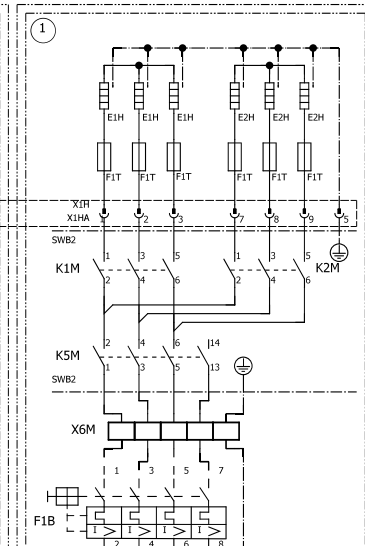 1
E1H E1H E1H E2H E2H E2H
F1T F1T F1T F1T F1T F1T
X1H
X1HA 1 2 3 7 8 9 5
SWB2
1 3 5 1 3 5
K1M K2M
2 4 6 2 4 6
2 4 6 14
K5M
1 3 5 13
SWB2
X6M
1 3 5 7
F1B
I > I > I > I >
2 4 6 8